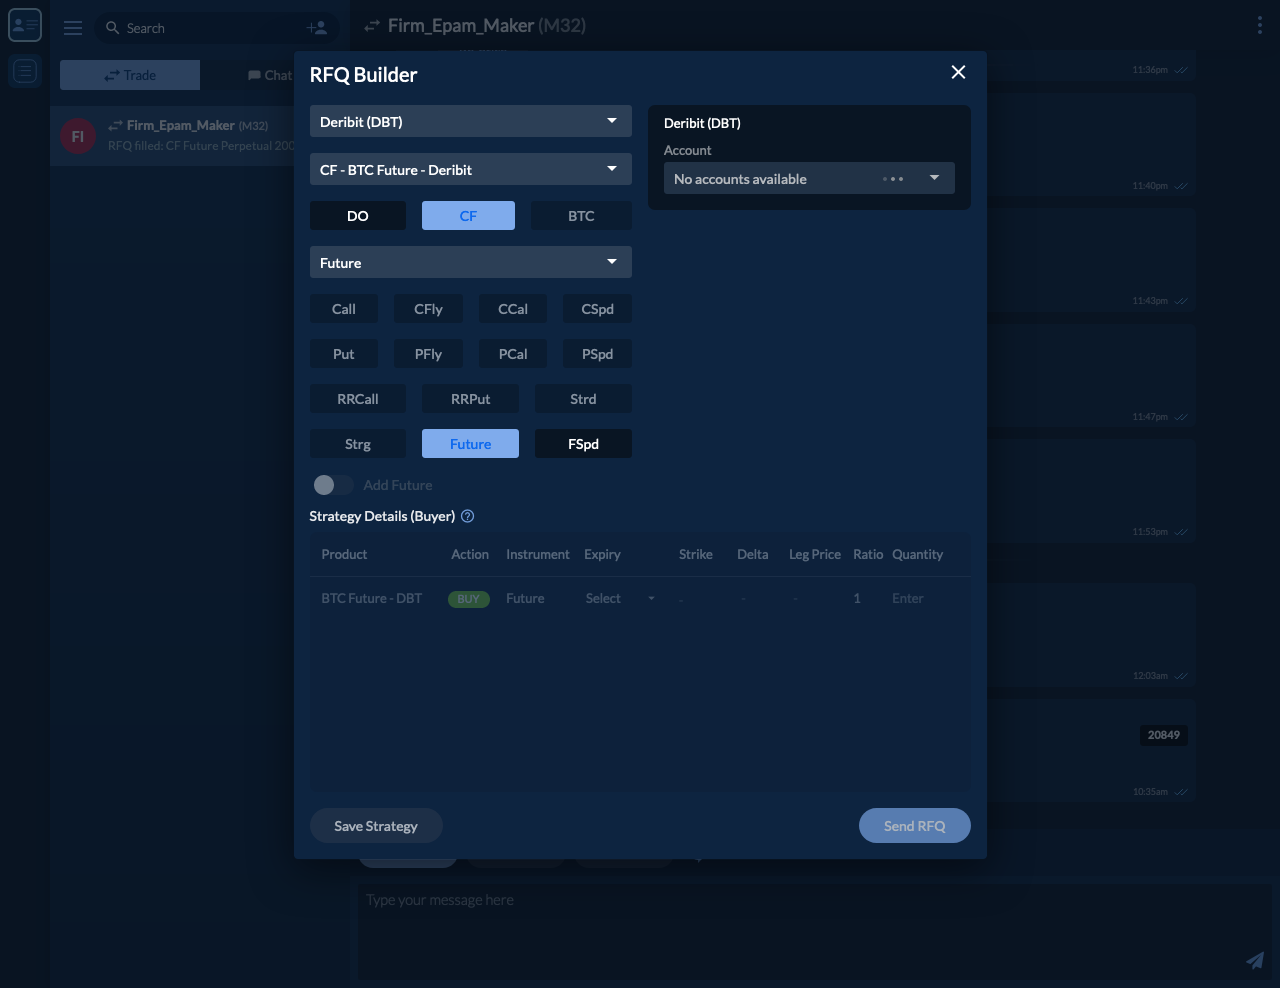 Search
Firm_Epam_Maker (M32)
Trade
Chat
FI
Firm_Epam_Maker (M32)
RFQ filled: CF Future Perpetual 200
11:36pm
11:40pm
11:43pm
11:47pm
11:53pm
12:03am
20849
10:35am
RFQ Builder
Deribit (DBT)
CF - BTC Future - Deribit
DO CF BTC
Future
Call CFly CCal CSpd
Put PFly PCal PSpd
RRCall RRPut Strd
Strg Future FSpd
Add Future
Deribit (DBT)
Account
No accounts available
Strategy Details (Buyer) ?
Product Action Instrument Expiry Strike Delta Leg Price Ratio Quantity
BTC Future - DBT BUY Future Select - - - 1 Enter
Save Strategy
Send RFQ
Type your message here